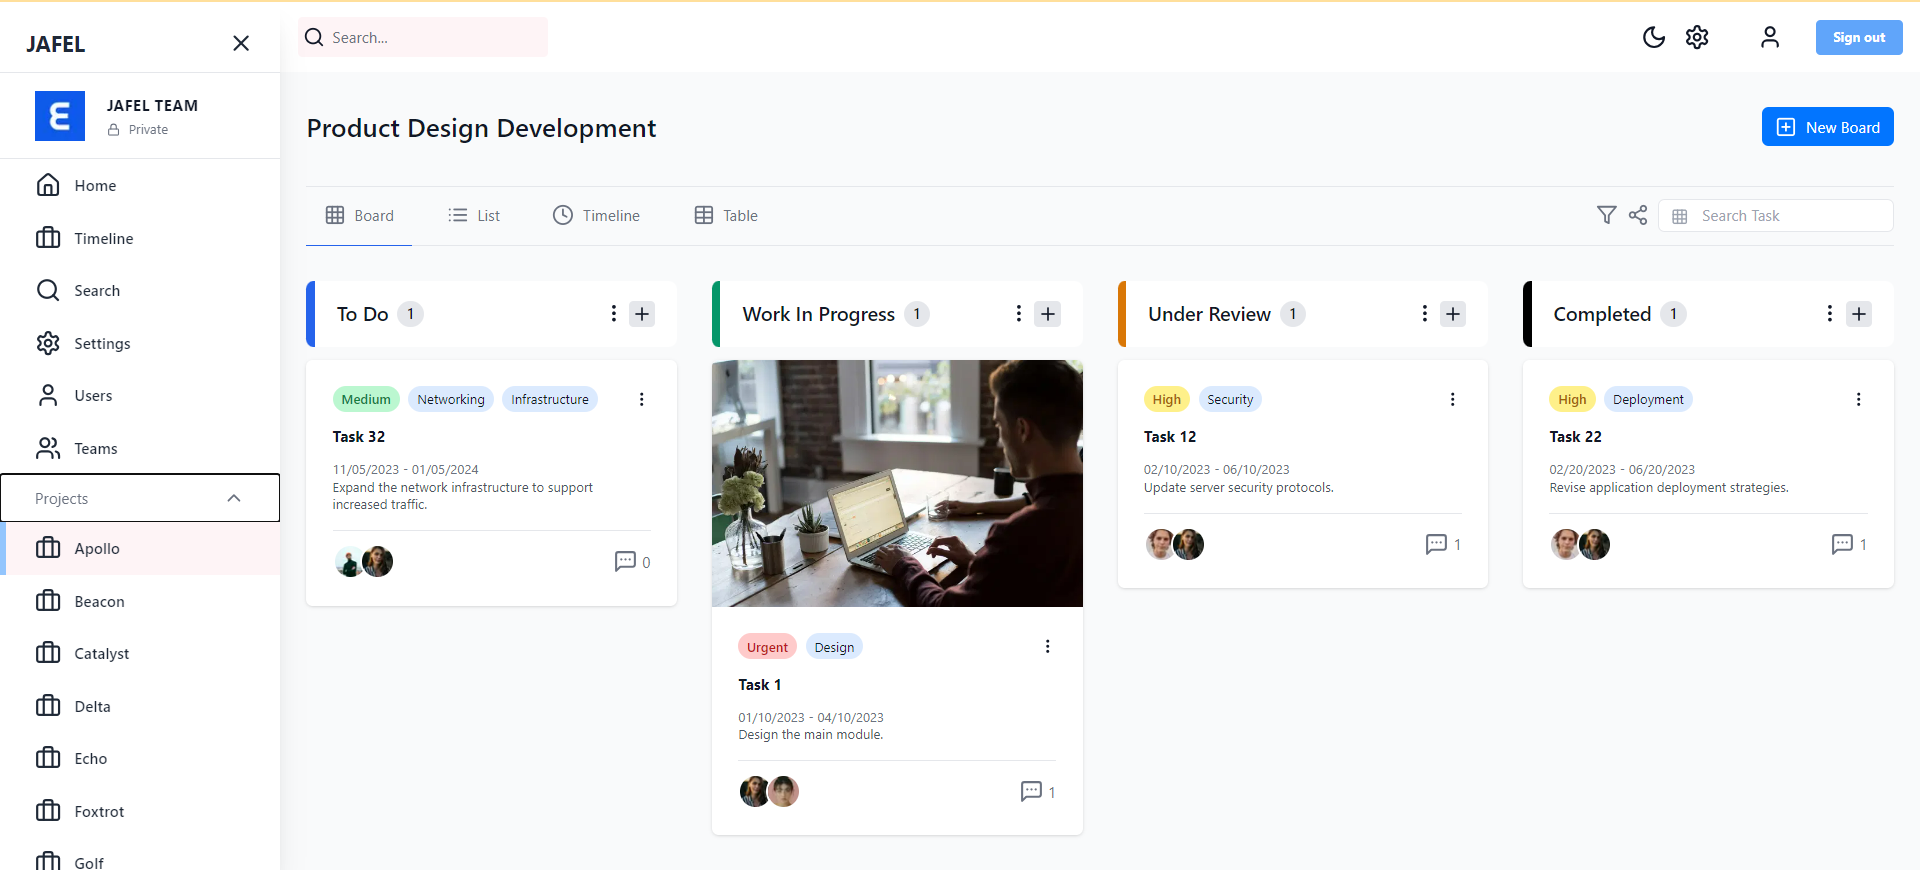 JAFEL
Search...
Sign out
JAFEL TEAM
Private
Home
Timeline
Search
Settings
Users
Teams
Projects
Apollo
Beacon
Catalyst
Delta
Echo
Foxtrot
Golf
Product Design Development
New Board
Board
List
Timeline
Table
Search Task
To Do 1
Medium
Networking
Infrastructure
Task 32
11/05/2023 - 01/05/2024
Expand the network infrastructure to support
increased traffic.
0
Work In Progress 1
Urgent
Design
Task 1
01/10/2023 - 04/10/2023
Design the main module.
1
Under Review 1
High
Security
Task 12
02/10/2023 - 06/10/2023
Update server security protocols.
1
Completed 1
High
Deployment
Task 22
02/20/2023 - 06/20/2023
Revise application deployment strategies.
1